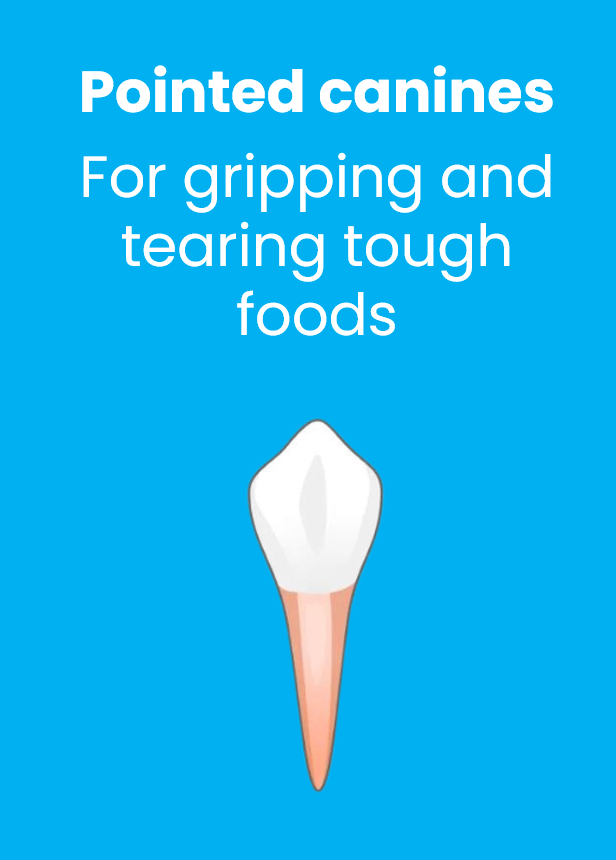 Pointed canines
For gripping and
tearing tough
foods